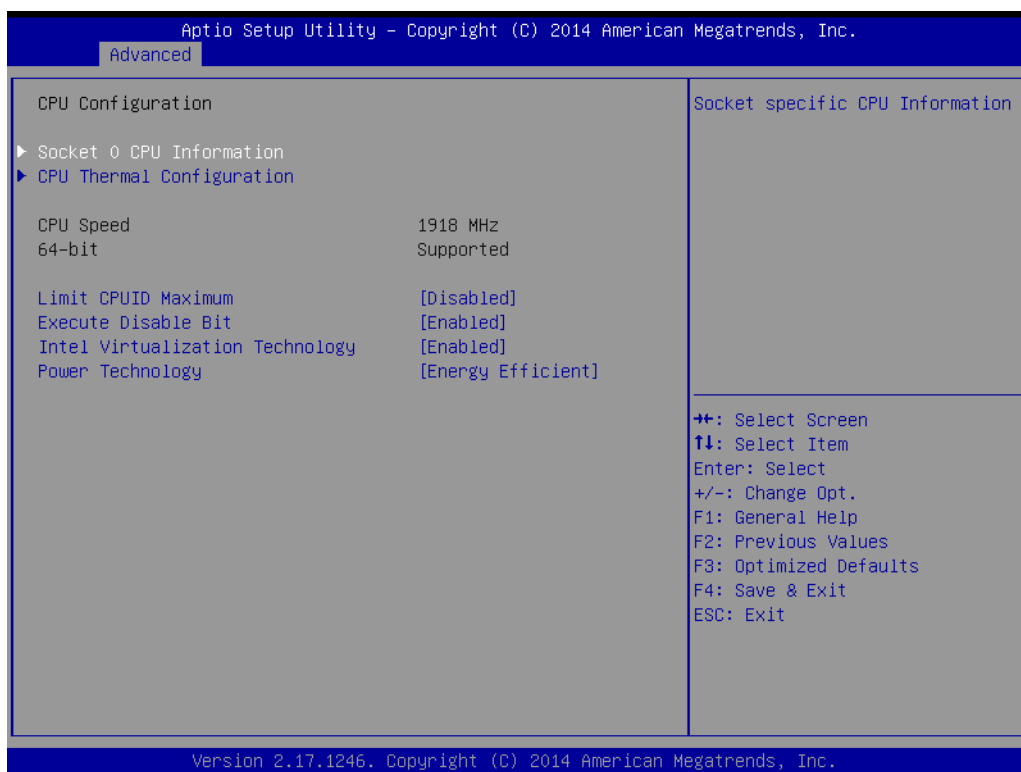 Aptio Setup Utility – Copyright (C) 2014 American Megatrends, Inc.
Advanced
CPU Configuration
Socket 0 CPU Information
CPU Thermal Configuration
CPU Speed 1918 MHz
64-bit Supported
Limit CPUID Maximum [Disabled]
Execute Disable Bit [Enabled]
Intel Virtualization Technology [Enabled]
Power Technology [Energy Efficient]
Socket specific CPU Information
→←: Select Screen
↑↓: Select Item
Enter: Select
+/-: Change Opt.
F1: General Help
F2: Previous Values
F3: Optimized Defaults
F4: Save & Exit
ESC: Exit
Version 2.17.1246. Copyright (C) 2014 American Megatrends, Inc.